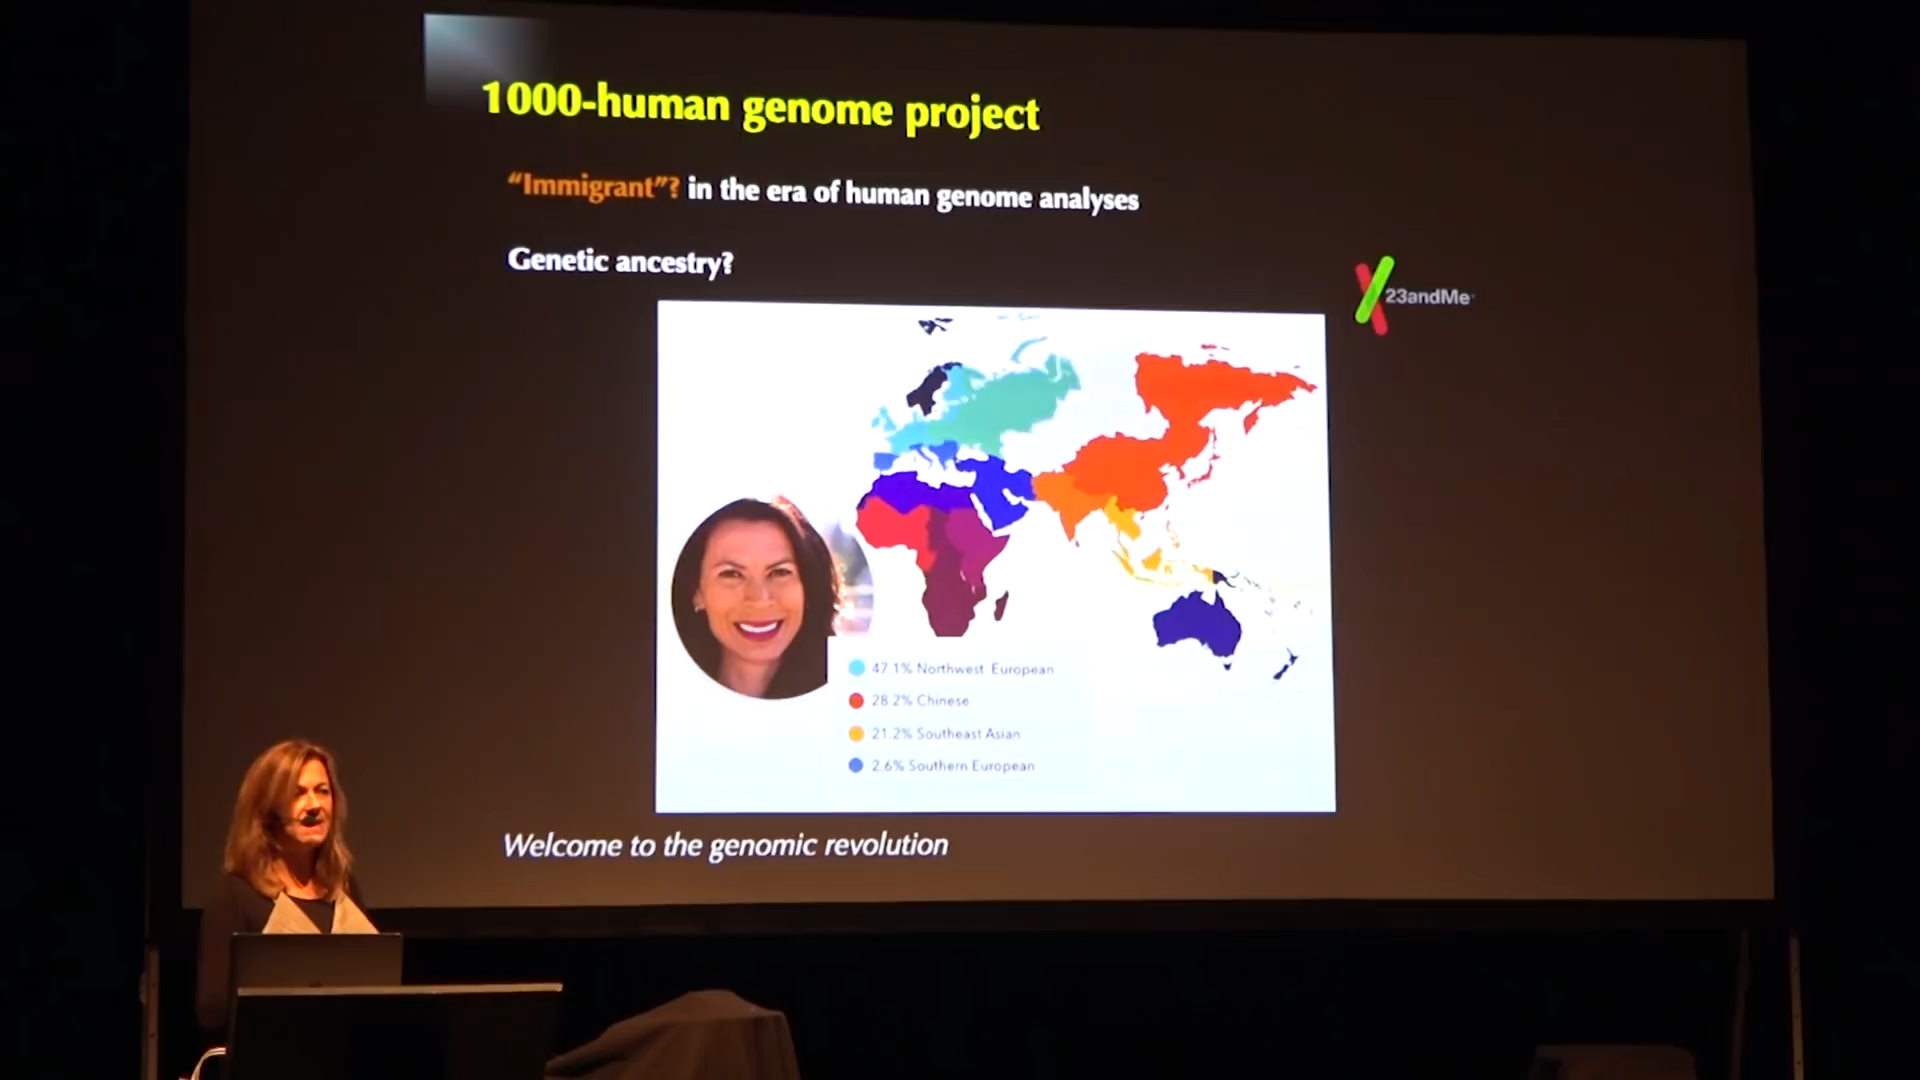 1000-human genome project
“Immigrant”? in the era of human genome analyses
Genetic ancestry?
23andMe
47.1% Northwest European
28.2% Chinese
21.2% Southeast Asian
2.6% Southern European
Welcome to the genomic revolution